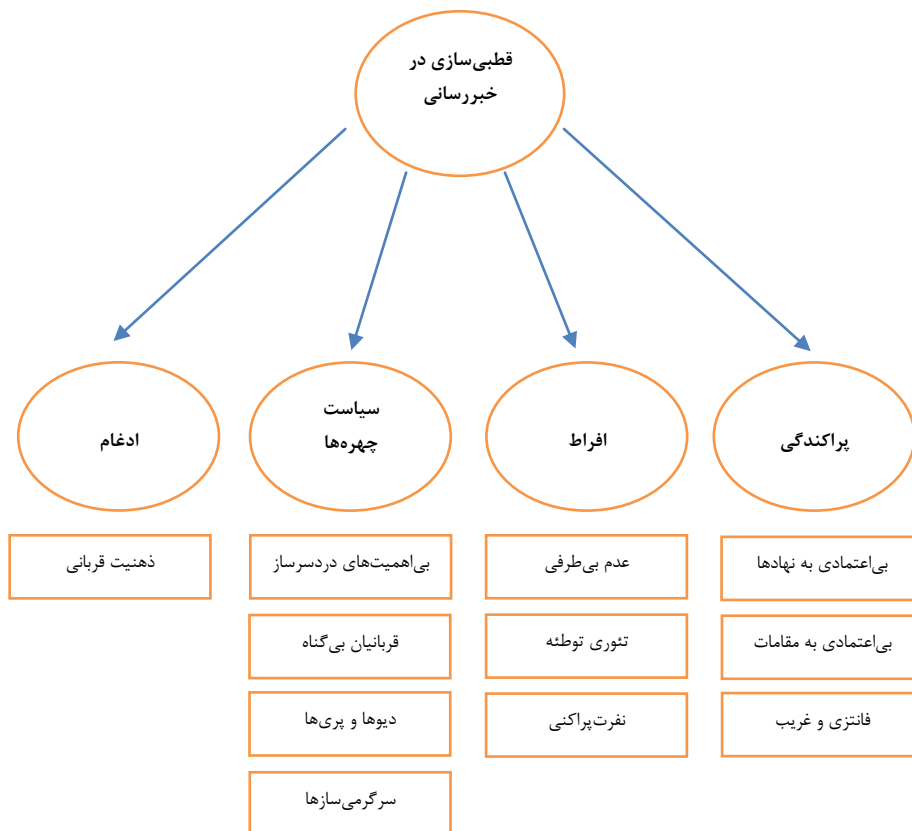 قطبی‌سازی در
خبررسانی
پراکندگی
افراط
سیاست
چهره‌ها
ادغام
بی‌اعتمادی به نهادها
بی‌اعتمادی به مقامات
فانتزی و غریب
عدم بی‌طرفی
تئوری توطئه
نفرت‌پراکنی
بی‌اهمیت‌های دردسرساز
قربانیان بی‌گناه
دیوها و پری‌ها
سرگرمی‌سازها
ذهنیت قربانی